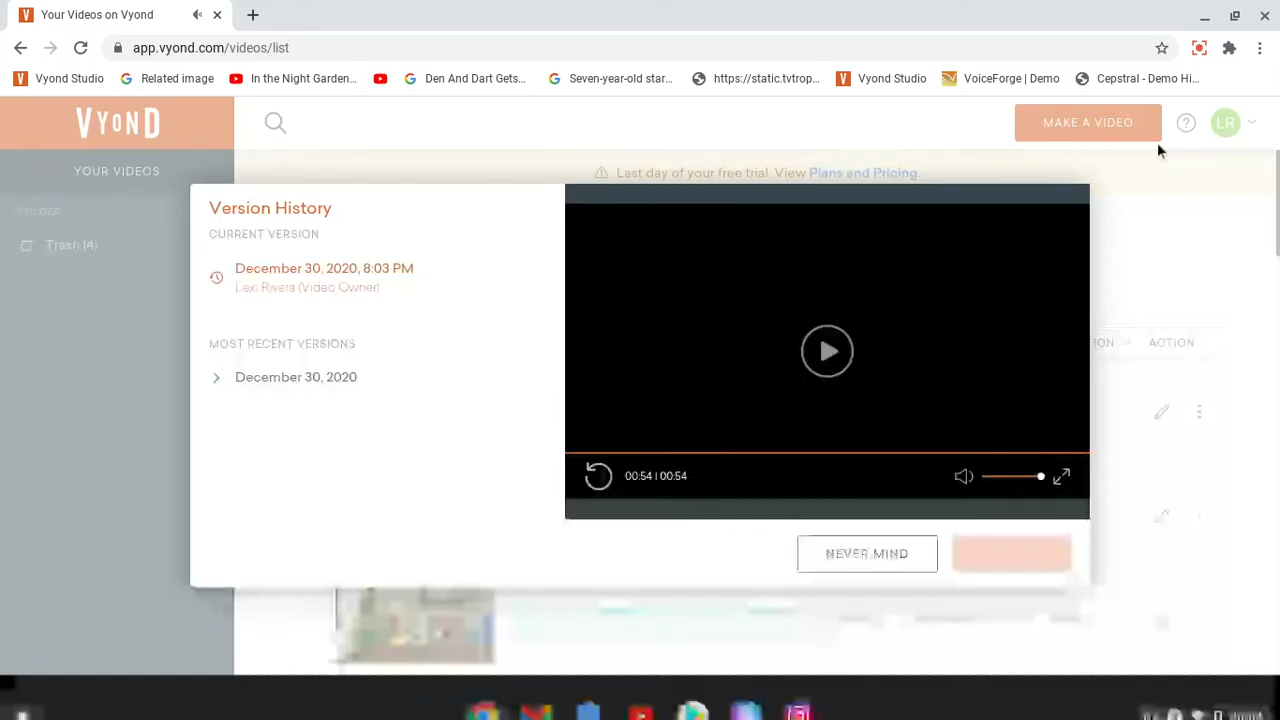 Your Videos on Vyond
app.vyond.com/videos/list
Vyond Studio
Related image
In the Night Garden...
Den And Dart Gets...
Seven-year-old star...
https://static.tvtrop...
Vyond Studio
VoiceForge | Demo
Cepstral - Demo Hi...
VYOND
MAKE A VIDEO
LR
YOUR VIDEOS
Last day of your free trial. View Plans and Pricing.
Version History
CURRENT VERSION
Trash (4)
December 30, 2020, 8:03 PM
Lexi Rivera (Video Owner)
MOST RECENT VERSIONS
ACTION
December 30, 2020
00:54 | 00:54
NEVER MIND